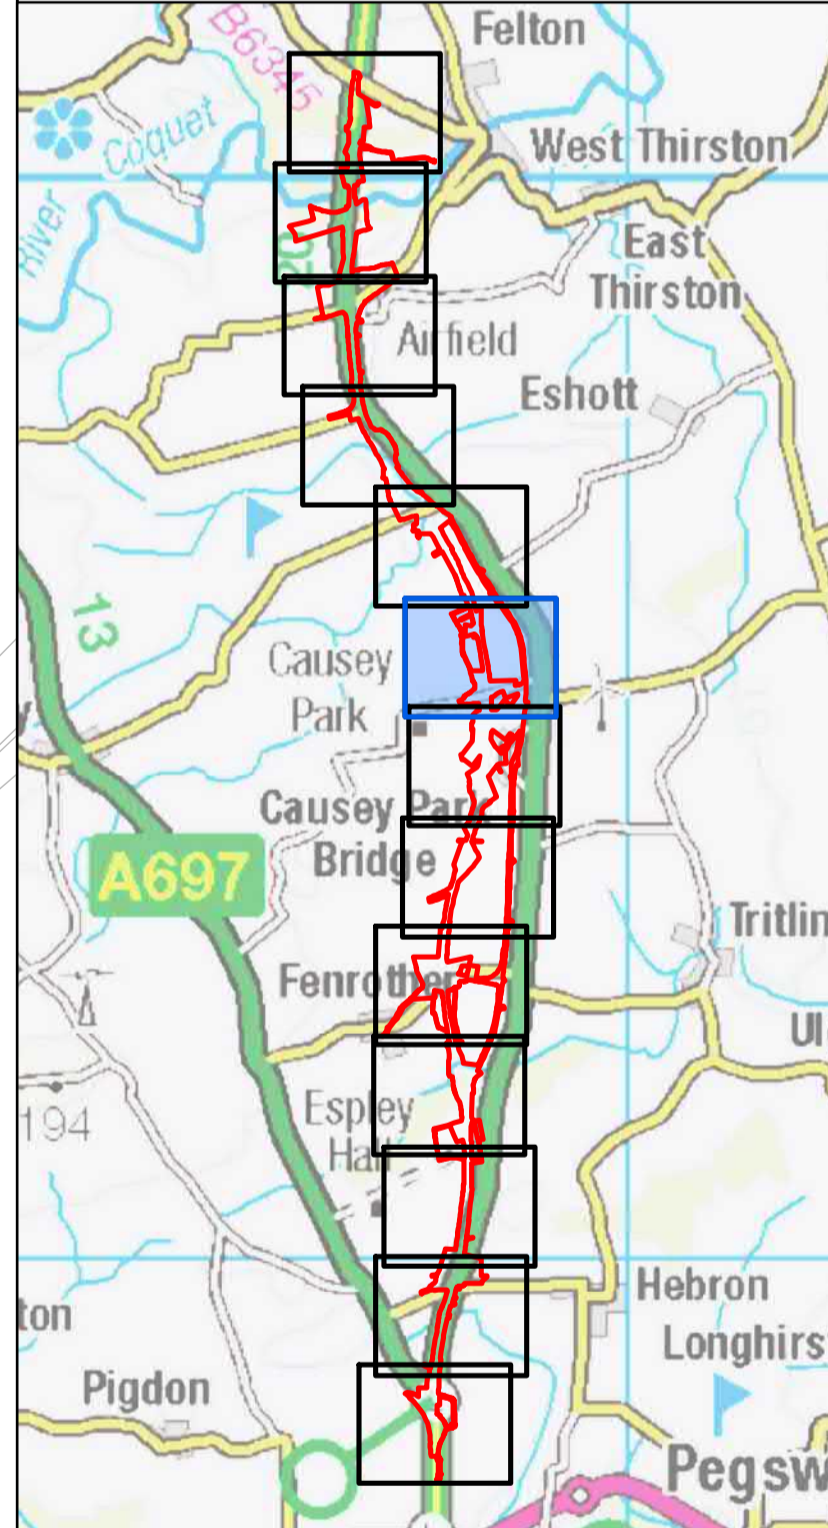 Felton
B6345
Coquet
West Thirston
River
East
Thirston
Airfield
Eshott
13
Causey
Park
Causey Park
Bridge
A697
Tritlin
Fenrother
Ul
Espley
Hall
194
Hebron
ton
Longhirs
Pigdon
Pegsw